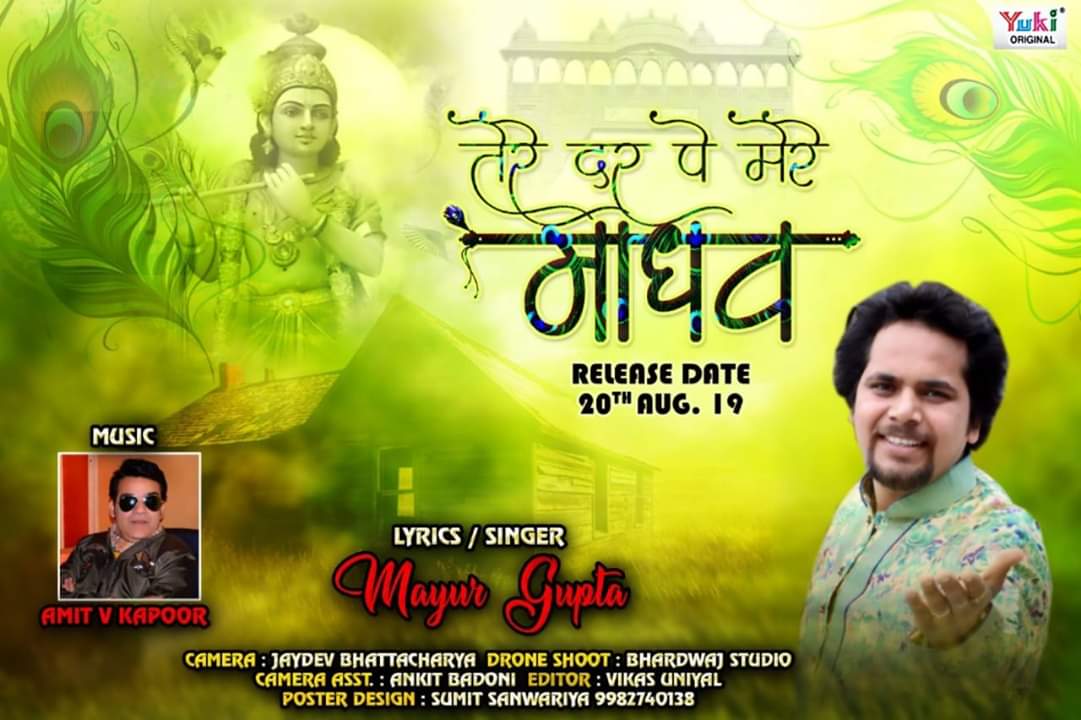 Yuki
ORIGINAL
तेरे दर पे मेरे
माधव
RELEASE DATE
20TH AUG. 19
MUSIC
AMIT V KAPOOR
LYRICS / SINGER
Mayur Gupta
CAMERA : JAYDEV BHATTACHARYA DRONE SHOOT : BHARDWAJ STUDIO
CAMERA ASST. : ANKIT BADONI EDITOR : VIKAS UNIYAL
POSTER DESIGN : SUMIT SANWARIYA 9982740138